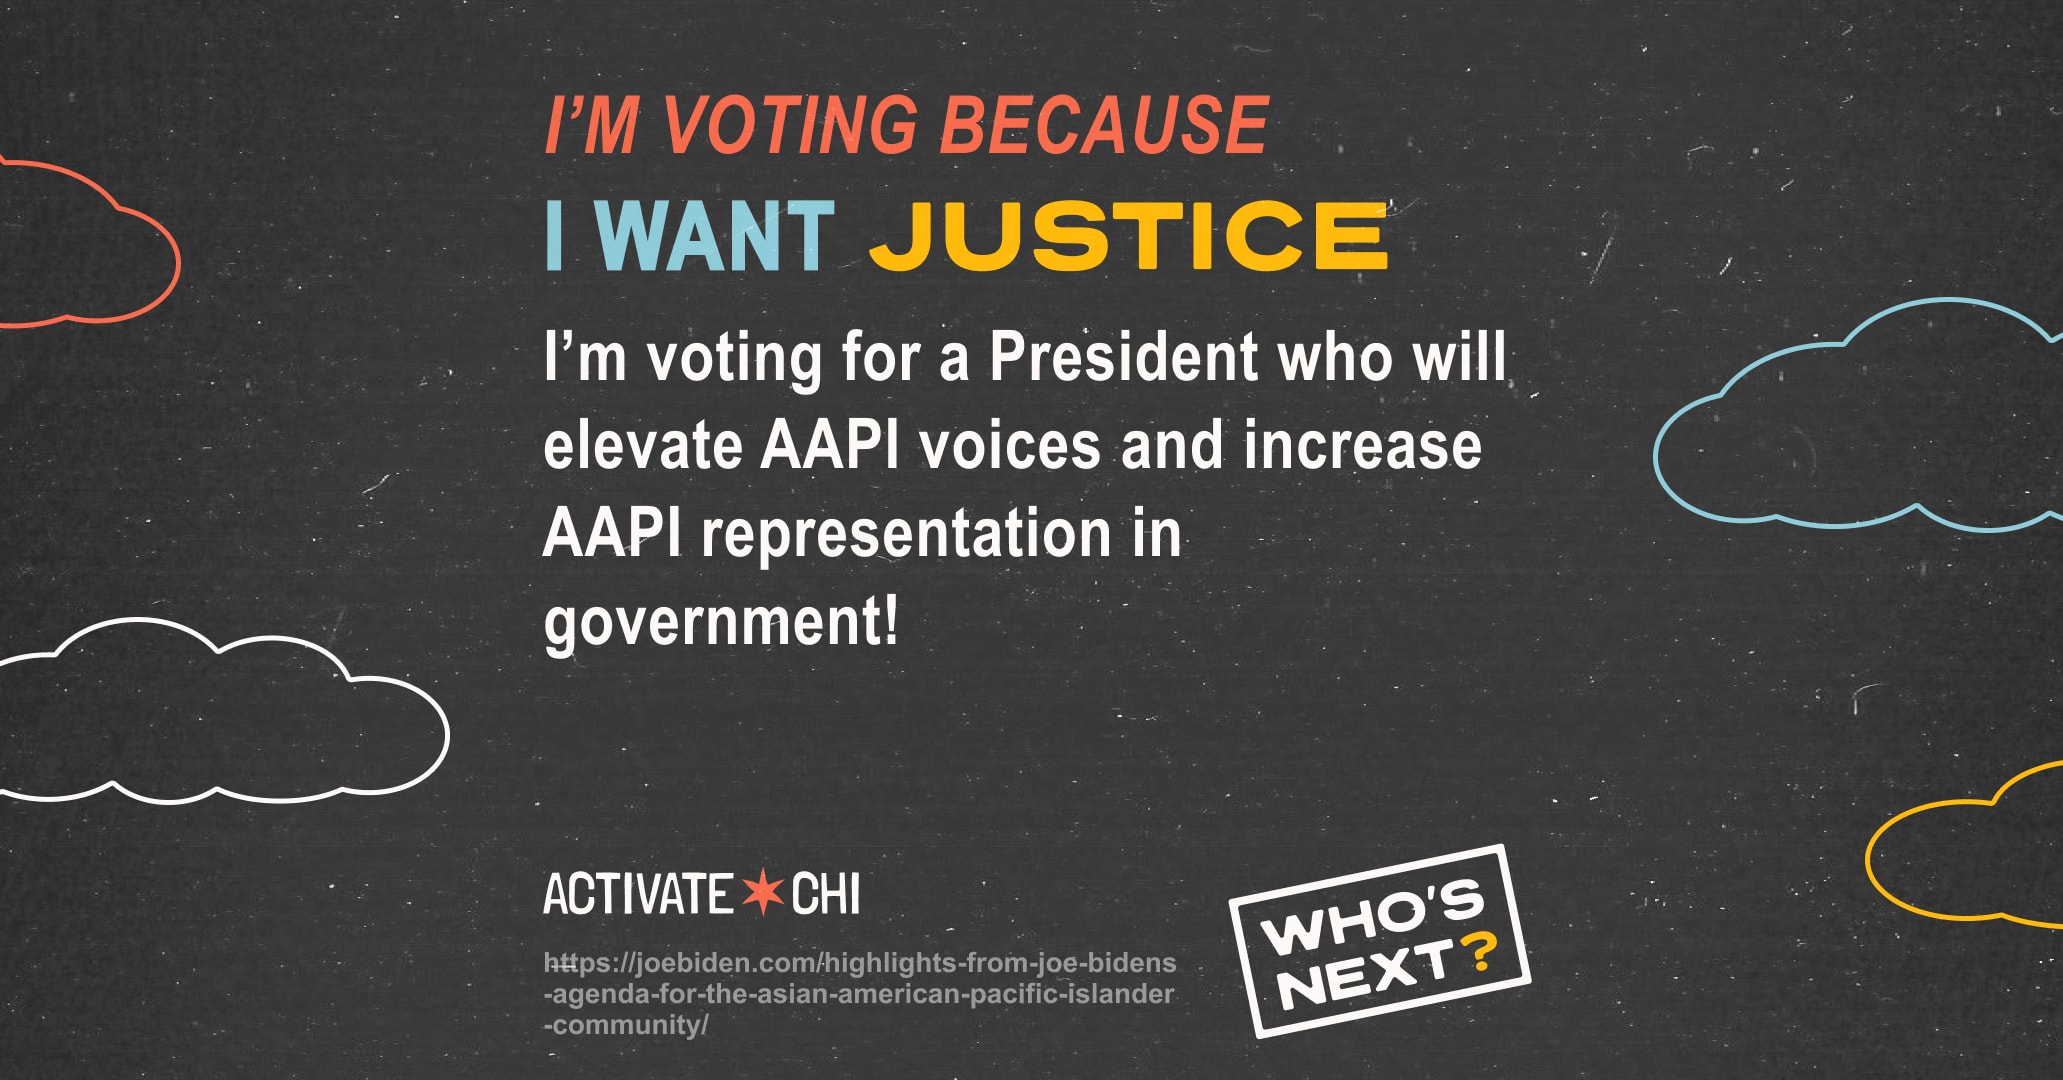 I’M VOTING BECAUSE
I WANT JUSTICE
I’m voting for a President who will
elevate AAPI voices and increase
AAPI representation in
government!
ACTIVATE CHI
https://joebiden.com/highlights-from-joe-bidens
-agenda-for-the-asian-american-pacific-islander
-community/
WHO'S
NEXT?